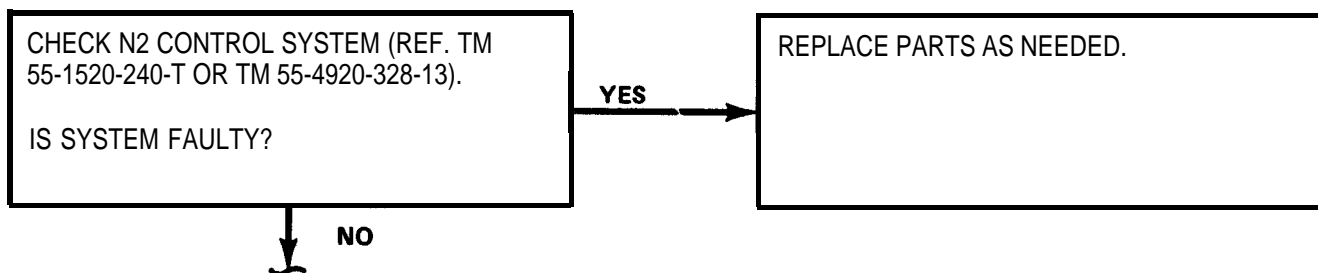 CHECK N2 CONTROL SYSTEM (REF. TM
55-1520-240-T OR TM 55-4920-328-13).
IS SYSTEM FAULTY?
YES
REPLACE PARTS AS NEEDED.
NO